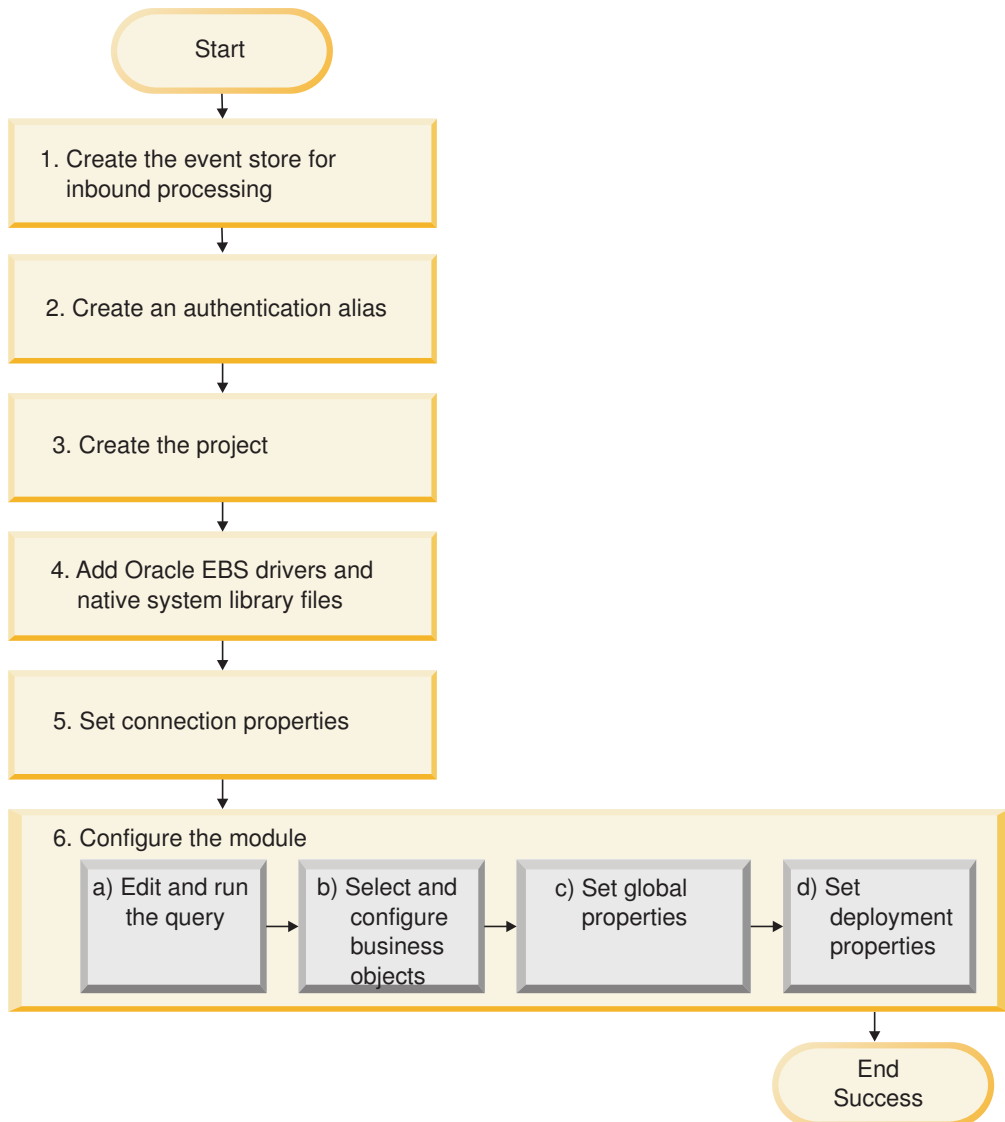 Start
1. Create the event store for
inbound processing
2. Create an authentication alias
3. Create the project
4. Add Oracle EBS drivers and
native system library files
5. Set connection properties
6. Configure the module
a) Edit and run
the query
b) Select and
configure
business
objects
c) Set global
properties
d) Set
deployment
properties
End
Success